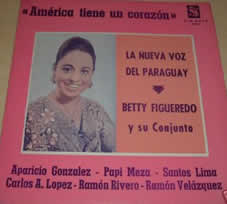 «América tiene un corazón»
LA NUEVA VOZ
DEL PARAGUAY
BETTY FIGUEREDO
y su Conjunto
Aparicio Gonzalez - Papi Meza - Santos Lima
Carlos A. Lopez - Ramón Rivero - Ramón Velázquez